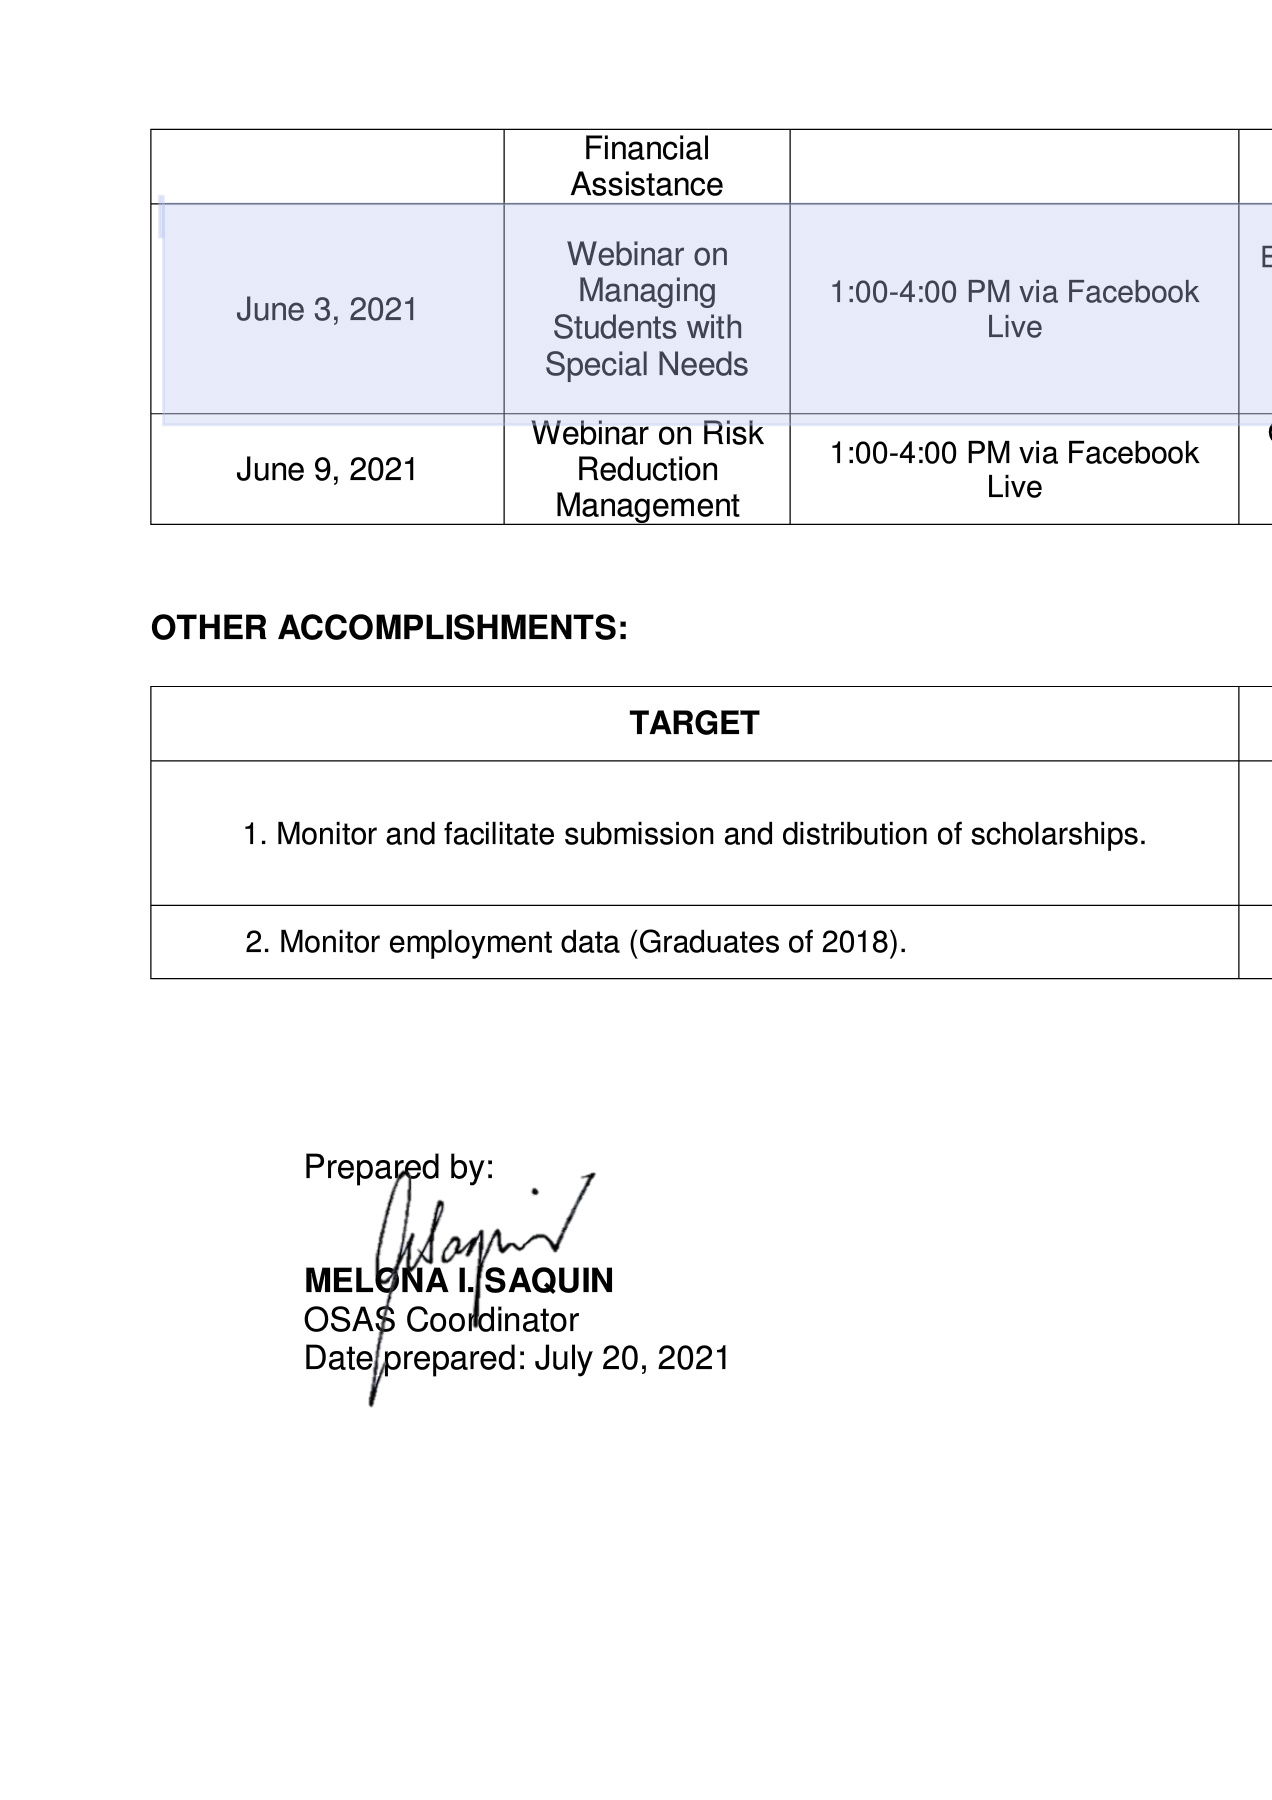 Financial
Assistance
June 3, 2021
Webinar on
Managing
Students with
Special Needs
1:00-4:00 PM via Facebook
Live
June 9, 2021
Webinar on Risk
Reduction
Management
1:00-4:00 PM via Facebook
Live
OTHER ACCOMPLISHMENTS:
TARGET
1. Monitor and facilitate submission and distribution of scholarships.
2. Monitor employment data (Graduates of 2018).
Prepared by:
MELONA I. SAQUIN
OSAS Coordinator
Date prepared: July 20, 2021